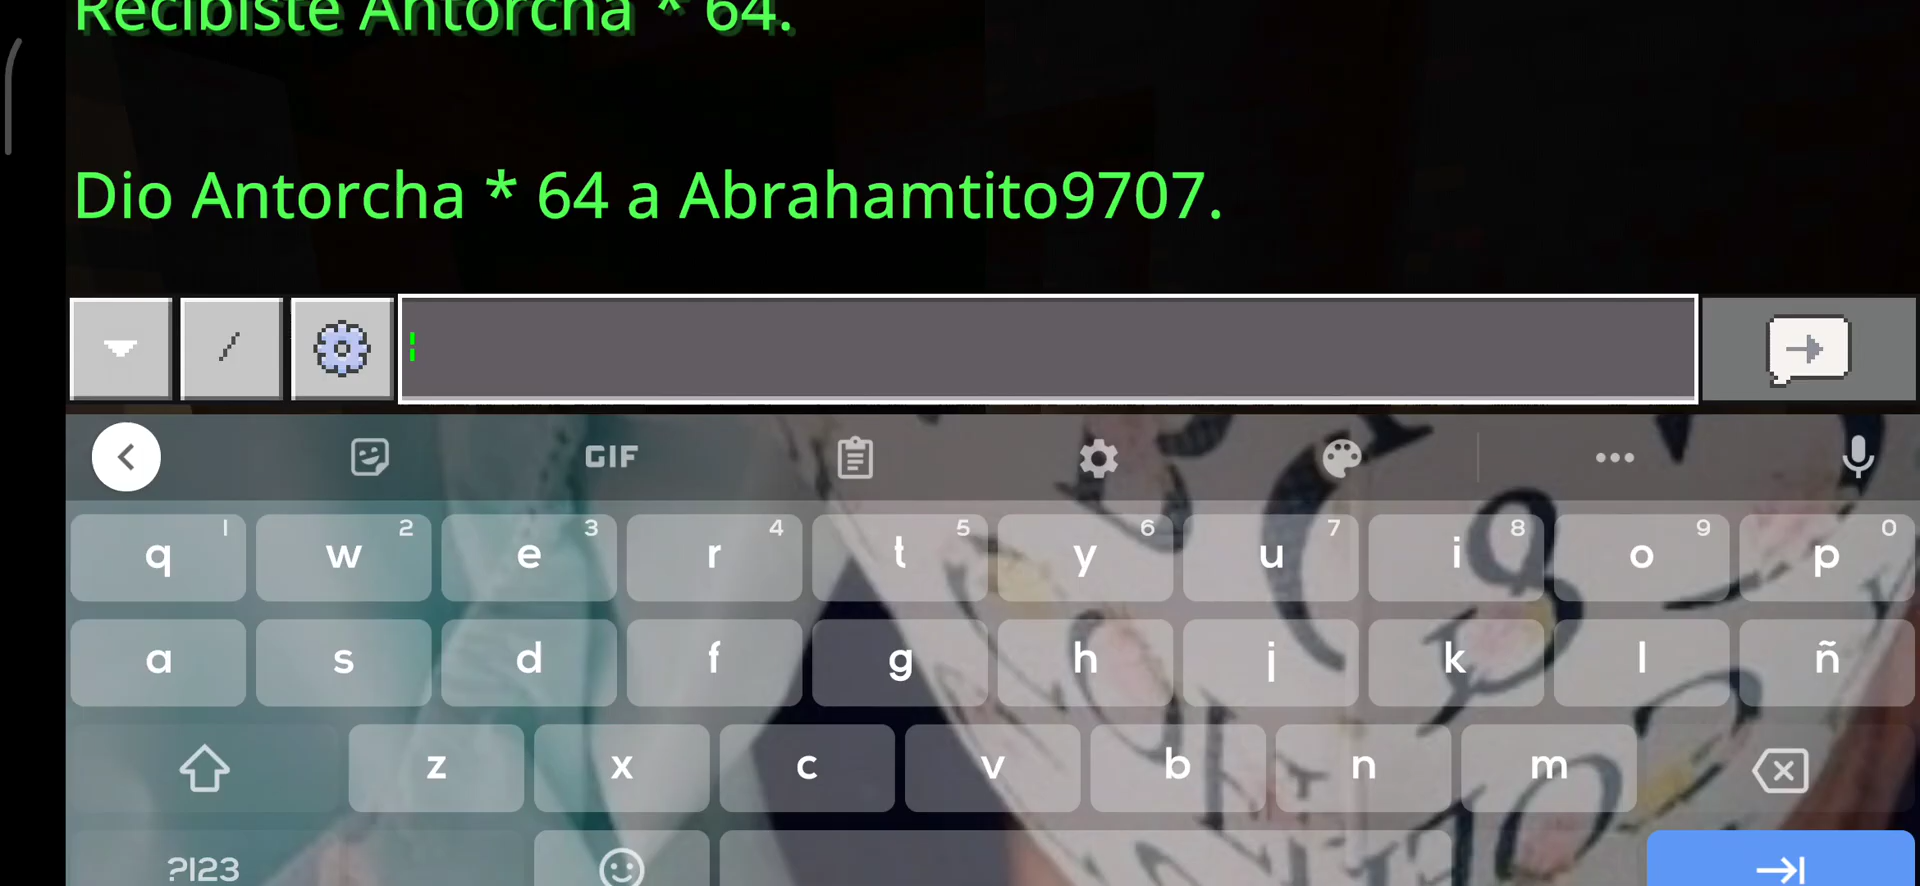 Recibiste Antorcha * 64.
Dio Antorcha * 64 a Abrahamtito9707.
/
GIF
q 1 w 2 e 3 r 4 t 5 y 6 u 7 i 8 o 9 p 0
a s d f g h j k l ñ
z x c v b n m
?123